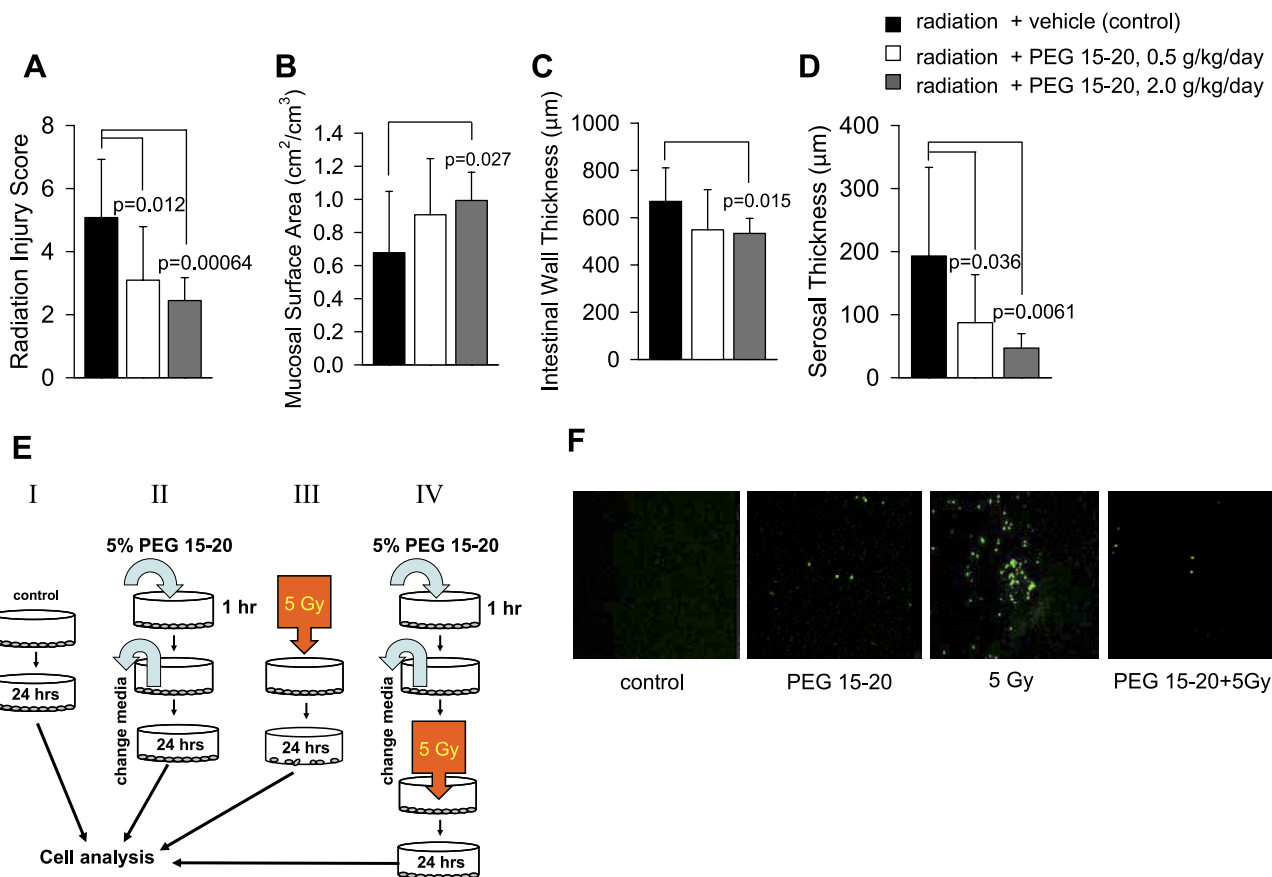 radiation + vehicle (control)
radiation + PEG 15-20, 0.5 g/kg/day
radiation + PEG 15-20, 2.0 g/kg/day
A
Radiation Injury Score
8
6
4
2
0
p=0.012
p=0.00064
B
Mucosal Surface Area (cm²/cm³)
1.4
1.2
1.0
0.8
0.6
0.4
0.2
0.0
p=0.027
C
Intestinal Wall Thickness (µm)
1000
800
600
400
200
0
p=0.015
D
Serosal Thickness (µm)
400
300
200
100
0
p=0.036
p=0.0061
E
I
II
III
IV
control
24 hrs
5% PEG 15-20
1 hr
change media
24 hrs
5 Gy
24 hrs
5% PEG 15-20
1 hr
change media
5 Gy
24 hrs
Cell analysis
F
control
PEG 15-20
5 Gy
PEG 15-20+5Gy